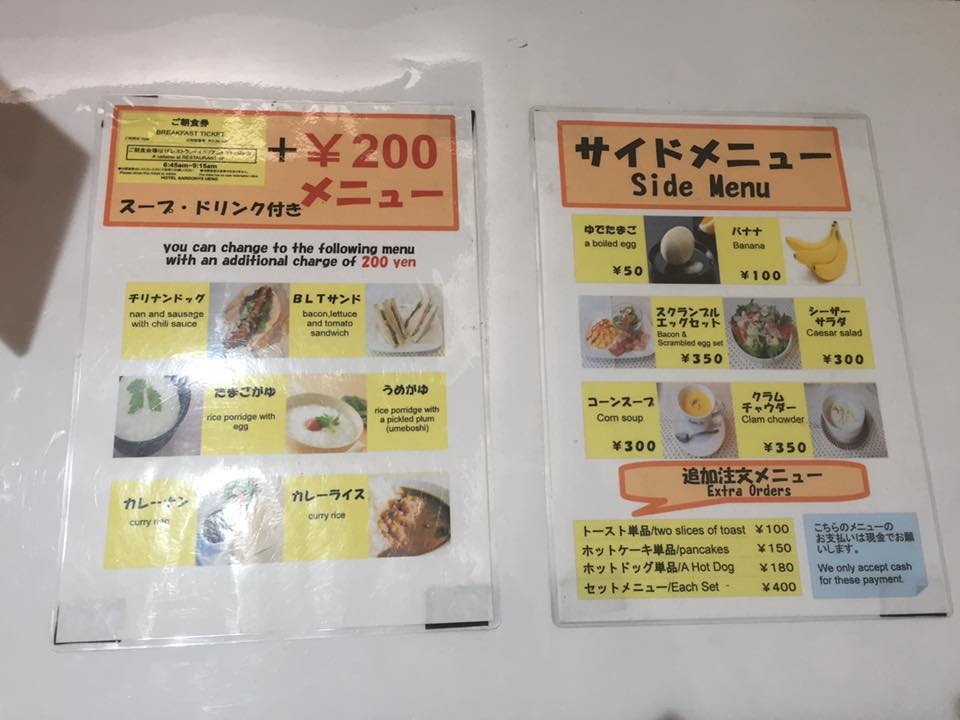 ご朝食券
BREAKFAST TICKET
6:45am-9:15am
+ ¥200
メニュー
スープ・ドリンク付き
you can change to the following menu
with an additional charge of 200 yen
チリナンドッグ
nan and sausage
with chili sauce
BLTサンド
bacon,lettuce
and tomato
sandwich
たまごがゆ
rice porridge with
egg
うめがゆ
rice porridge with
a pickled plum
(umeboshi)
カレーナン
curry nan
カレーライス
curry rice
サイドメニュー
Side Menu
ゆでたまご
a boiled egg
¥50
バナナ
Banana
¥100
スクランブル
エッグセット
Bacon &
Scrambled egg set
¥350
シーザー
サラダ
Caesar salad
¥300
コーンスープ
Corn soup
¥300
クラム
チャウダー
Clam chowder
¥350
追加注文メニュー
Extra Orders
トースト単品/two slices of toast ¥100
ホットケーキ単品/pancakes ¥150
ホットドッグ単品/A Hot Dog ¥180
セットメニュー/Each Set ¥400
こちらのメニューの
お支払いは現金でお願
いします。
We only accept cash
for these payment.